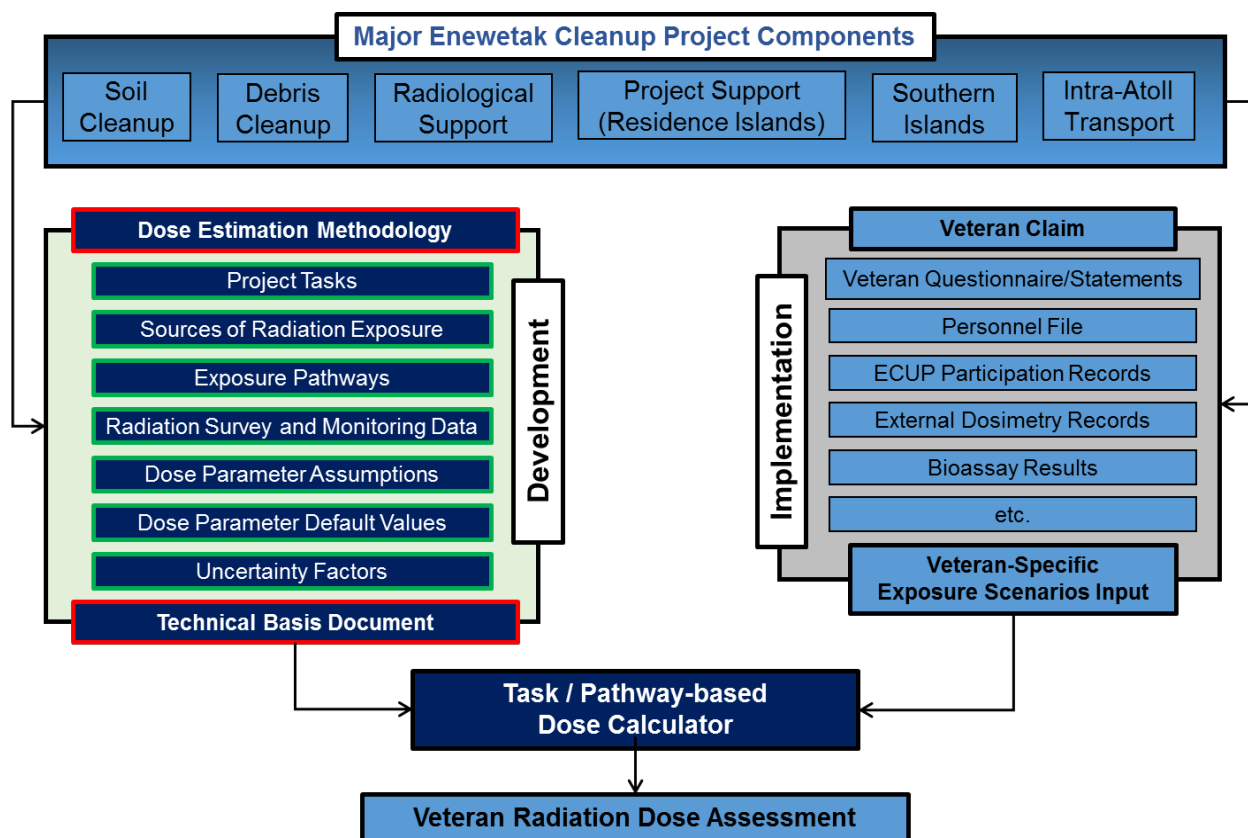 Major Enewetak Cleanup Project Components
Soil
Cleanup
Debris
Cleanup
Radiological
Support
Project Support
(Residence Islands)
Southern
Islands
Intra-Atoll
Transport
Dose Estimation Methodology
Project Tasks
Sources of Radiation Exposure
Exposure Pathways
Radiation Survey and Monitoring Data
Dose Parameter Assumptions
Dose Parameter Default Values
Uncertainty Factors
Technical Basis Document
Development
Implementation
Veteran Claim
Veteran Questionnaire/Statements
Personnel File
ECUP Participation Records
External Dosimetry Records
Bioassay Results
etc.
Veteran-Specific
Exposure Scenarios Input
Task / Pathway-based
Dose Calculator
Veteran Radiation Dose Assessment